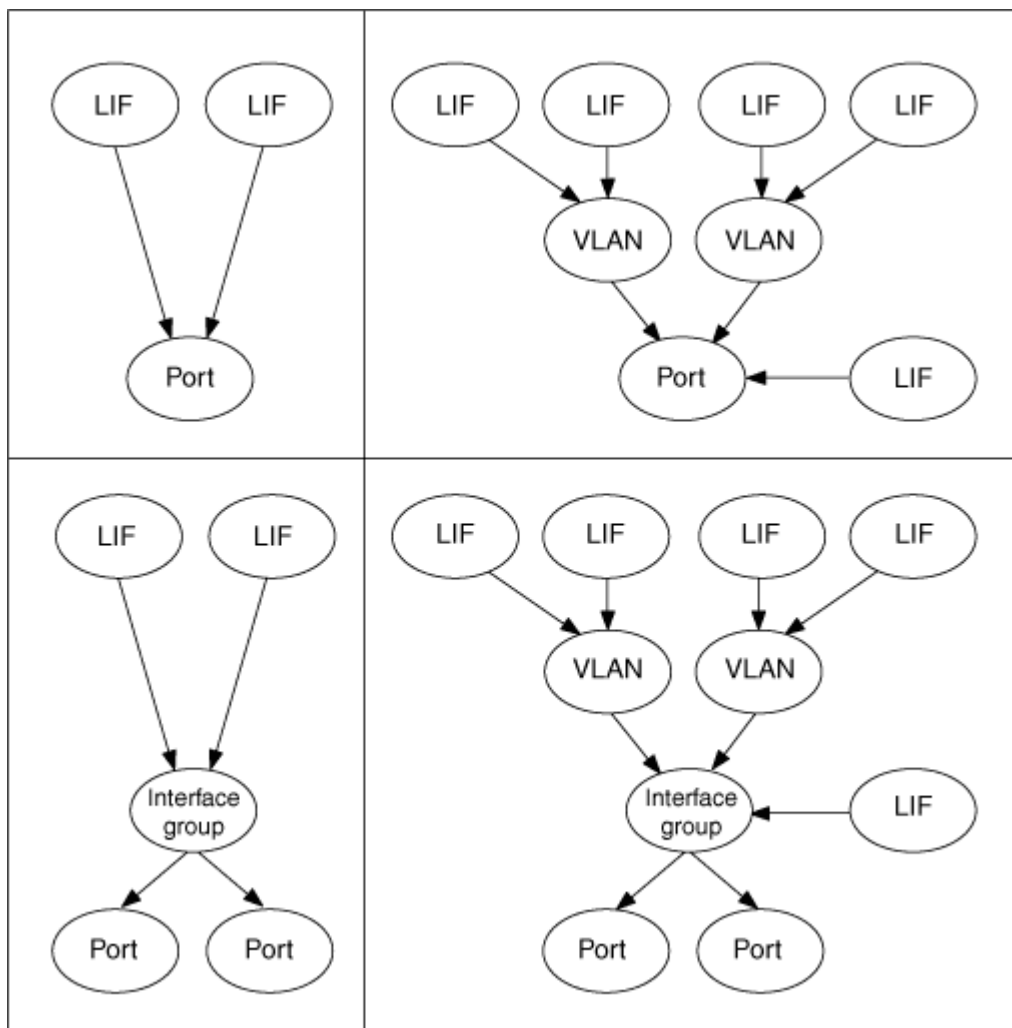 LIF LIF
Port
LIF LIF LIF LIF
VLAN VLAN
Port LIF
LIF LIF
Interface
group
Port Port
LIF LIF LIF LIF
VLAN VLAN
Interface
group
LIF
Port Port